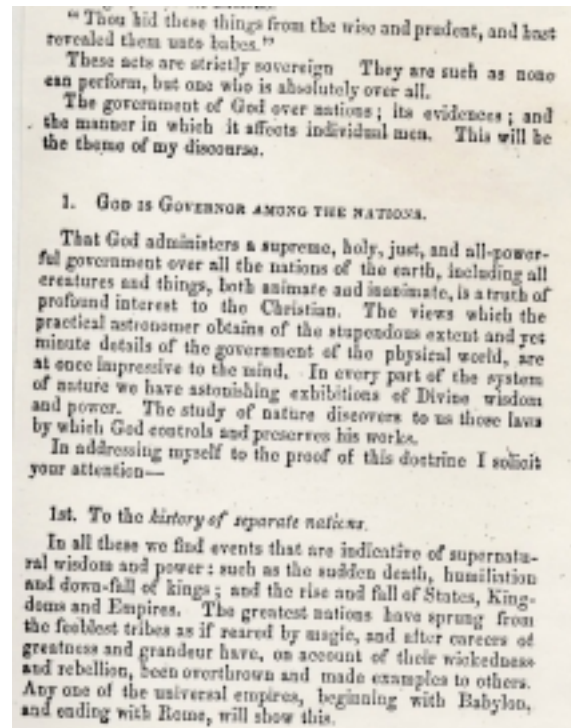 "Thou hid these things from the wise and prudent, and hast
revealed them unto babes."
These acts are strictly sovereign They are such as none
can perform, but one who is absolutely over all.
The government of God over nations; its evidences; and
the manner in which it affects individual men. This will be
the theme of my discourse.
1. GOD IS GOVERNOR AMONG THE NATIONS.
That God administers a supreme, holy, just, and all-power-
ful government over all the nations of the earth, including all
creatures and things, both animate and inanimate, is a truth of
profound interest to the Christian. The views which the
practical astronomer obtains of the stupendous extent and yet
minute details of the government of the physical world, are
at once impressive to the mind. In every part of the system
of nature we have astonishing exhibitions of Divine wisdom
and power. The study of nature discovers to us those laws
by which God controls and preserves his works.
In addressing myself to the proof of this doctrine I solicit
your attention—
1st. To the history of separate nations.
In all these we find events that are indicative of supernatu-
ral wisdom and power: such as the sudden death, humiliation
and down-fall of kings; and the rise and fall of States, King-
doms and Empires. The greatest nations have sprung from
the feeblest tribes as if reared by magic, and after careers of
greatness and grandeur have, on account of their wickedness
and rebellion, been overthrown and made examples to others.
Any one of the universal empires, beginning with Babylon,
and ending with Rome, will show this.